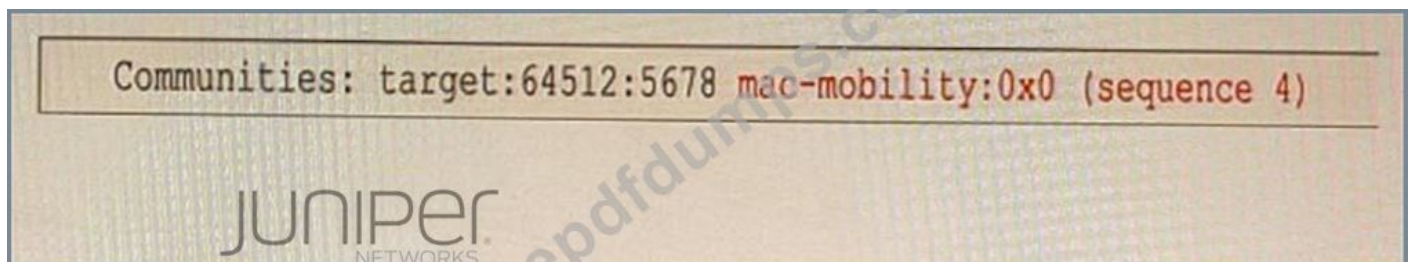 Communities: target:64512:5678 mac-mobility:0x0 (sequence 4)
JUNIPER
NETWORKS